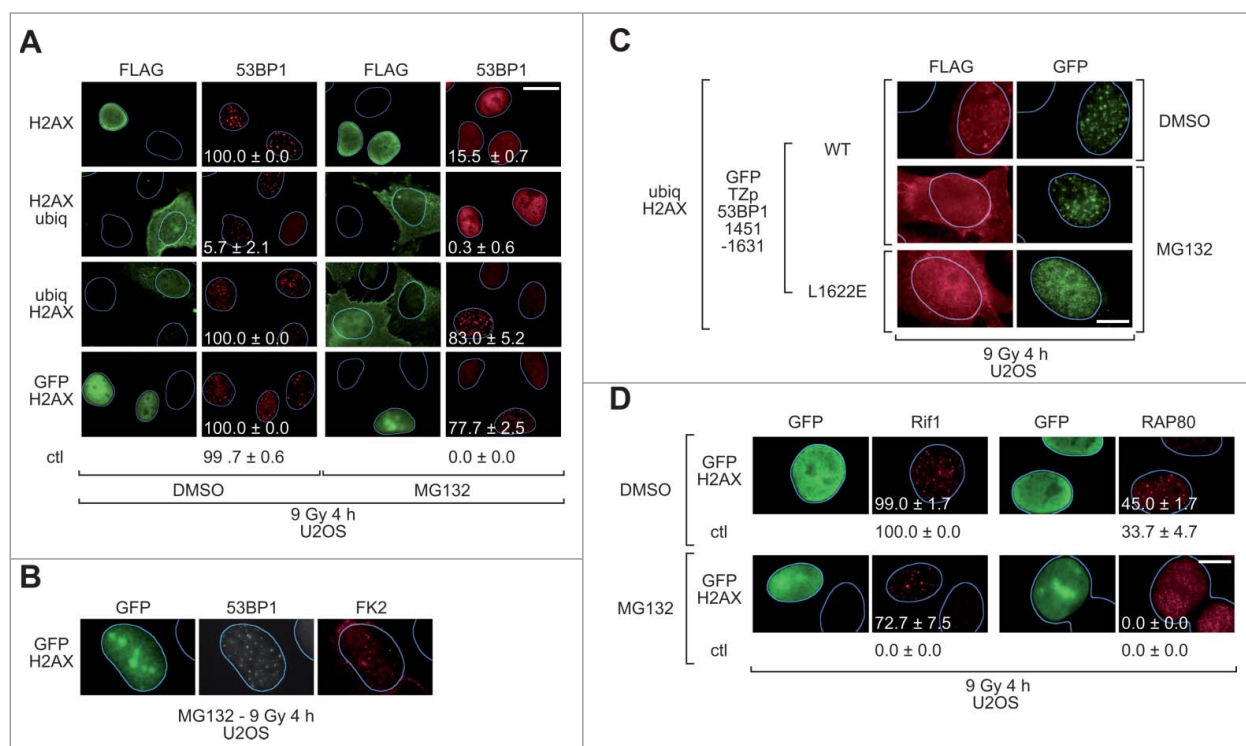 A
FLAG 53BP1 FLAG 53BP1
H2AX
100.0 ± 0.0
15.5 ± 0.7
H2AX
ubiq
5.7 ± 2.1
0.3 ± 0.6
ubiq
H2AX
100.0 ± 0.0
83.0 ± 5.2
GFP
H2AX
100.0 ± 0.0
77.7 ± 2.5
ctl 99 .7 ± 0.6 0.0 ± 0.0
DMSO MG132
9 Gy 4 h
U2OS
B
GFP 53BP1 FK2
GFP
H2AX
MG132 - 9 Gy 4 h
U2OS
C
FLAG GFP
ubiq
H2AX
GFP
TZp
53BP1
1451
-1631
WT
L1622E
DMSO
MG132
9 Gy 4 h
U2OS
D
GFP Rif1 GFP RAP80
DMSO
GFP
H2AX
99.0 ± 1.7
45.0 ± 1.7
ctl 100.0 ± 0.0 33.7 ± 4.7
MG132
GFP
H2AX
72.7 ± 7.5
0.0 ± 0.0
ctl 0.0 ± 0.0 0.0 ± 0.0
9 Gy 4 h
U2OS